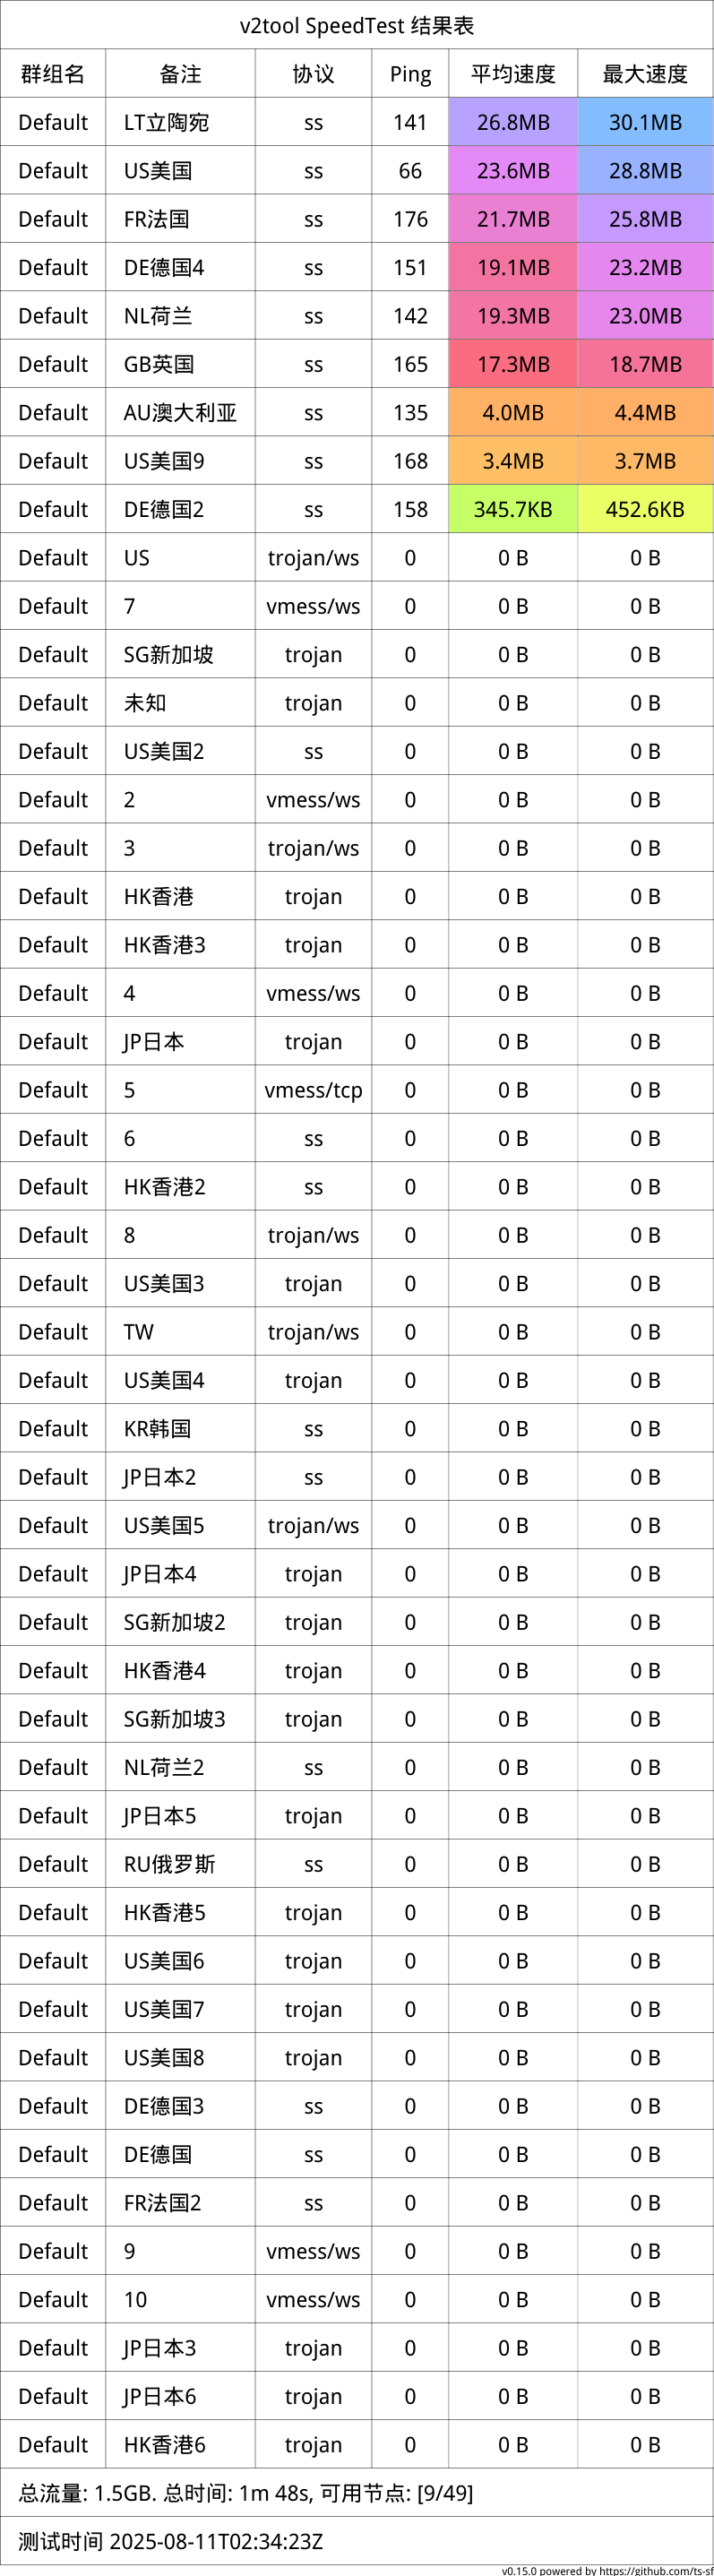 v2tool SpeedTest 结果表
群组名 备注 协议 Ping 平均速度 最大速度
Default LT立陶宛 ss 141 26.8MB 30.1MB
Default US美国 ss 66 23.6MB 28.8MB
Default FR法国 ss 176 21.7MB 25.8MB
Default DE德国4 ss 151 19.1MB 23.2MB
Default NL荷兰 ss 142 19.3MB 23.0MB
Default GB英国 ss 165 17.3MB 18.7MB
Default AU澳大利亚 ss 135 4.0MB 4.4MB
Default US美国9 ss 168 3.4MB 3.7MB
Default DE德国2 ss 158 345.7KB 452.6KB
Default US trojan/ws 0 0 B 0 B
Default 7 vmess/ws 0 0 B 0 B
Default SG新加坡 trojan 0 0 B 0 B
Default 未知 trojan 0 0 B 0 B
Default US美国2 ss 0 0 B 0 B
Default 2 vmess/ws 0 0 B 0 B
Default 3 trojan/ws 0 0 B 0 B
Default HK香港 trojan 0 0 B 0 B
Default HK香港3 trojan 0 0 B 0 B
Default 4 vmess/ws 0 0 B 0 B
Default JP日本 trojan 0 0 B 0 B
Default 5 vmess/tcp 0 0 B 0 B
Default 6 ss 0 0 B 0 B
Default HK香港2 ss 0 0 B 0 B
Default 8 trojan/ws 0 0 B 0 B
Default US美国3 trojan 0 0 B 0 B
Default TW trojan/ws 0 0 B 0 B
Default US美国4 trojan 0 0 B 0 B
Default KR韩国 ss 0 0 B 0 B
Default JP日本2 ss 0 0 B 0 B
Default US美国5 trojan/ws 0 0 B 0 B
Default JP日本4 trojan 0 0 B 0 B
Default SG新加坡2 trojan 0 0 B 0 B
Default HK香港4 trojan 0 0 B 0 B
Default SG新加坡3 trojan 0 0 B 0 B
Default NL荷兰2 ss 0 0 B 0 B
Default JP日本5 trojan 0 0 B 0 B
Default RU俄罗斯 ss 0 0 B 0 B
Default HK香港5 trojan 0 0 B 0 B
Default US美国6 trojan 0 0 B 0 B
Default US美国7 trojan 0 0 B 0 B
Default US美国8 trojan 0 0 B 0 B
Default DE德国3 ss 0 0 B 0 B
Default DE德国 ss 0 0 B 0 B
Default FR法国2 ss 0 0 B 0 B
Default 9 vmess/ws 0 0 B 0 B
Default 10 vmess/ws 0 0 B 0 B
Default JP日本3 trojan 0 0 B 0 B
Default JP日本6 trojan 0 0 B 0 B
Default HK香港6 trojan 0 0 B 0 B
总流量: 1.5GB. 总时间: 1m 48s, 可用节点: [9/49]
测试时间 2025-08-11T02:34:23Z
v0.15.0 powered by https://github.com/ts-sf